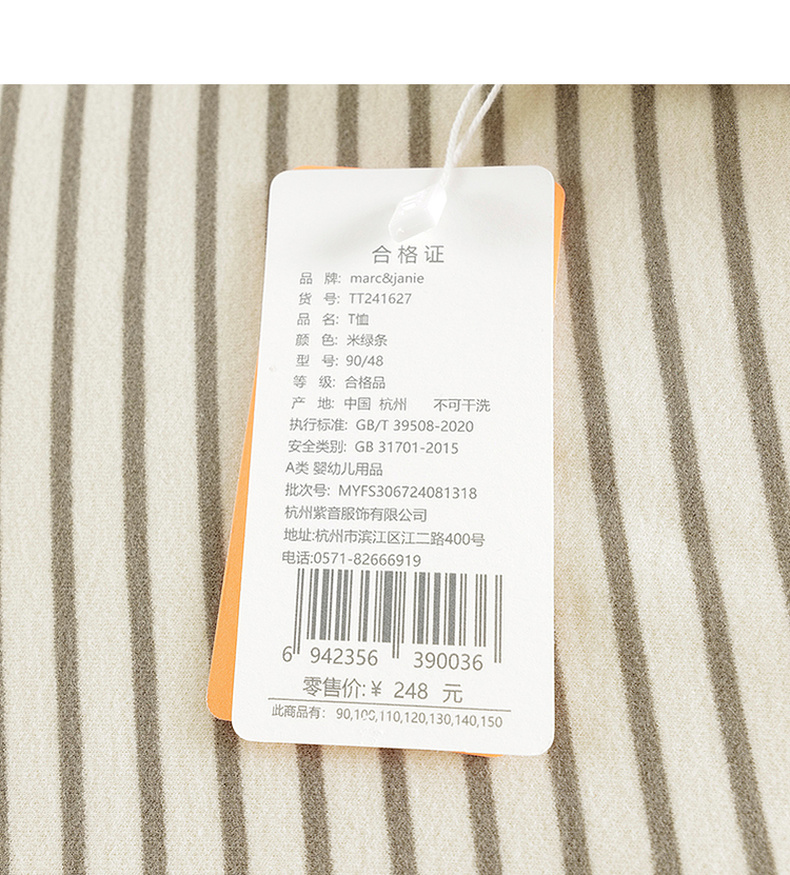 合格证
品 牌: marc&janie
货 号: TT241627
品 名: T恤
颜 色: 米绿条
型 号: 90/48
等 级: 合格品
产 地: 中国 杭州 不可干洗
执行标准: GB/T 39508-2020
安全类别: GB 31701-2015
A类 婴幼儿用品
批次号: MYFS306724081318
杭州紫音服饰有限公司
地址:杭州市滨江区江二路400号
电话:0571-82666919
6 942356 390036
零售价:¥ 248 元
此商品有: 90,100,110,120,130,140,150